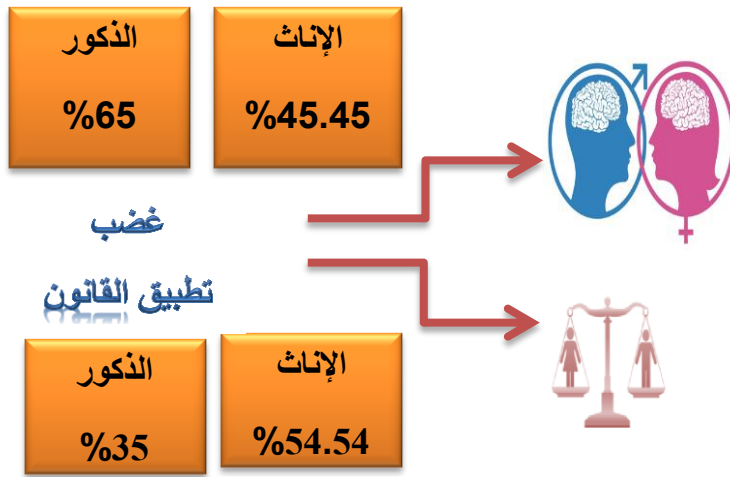 الإناث
%45.45
الذكور
%65
غضب
تطبيق القانون
الإناث
%54.54
الذكور
%35